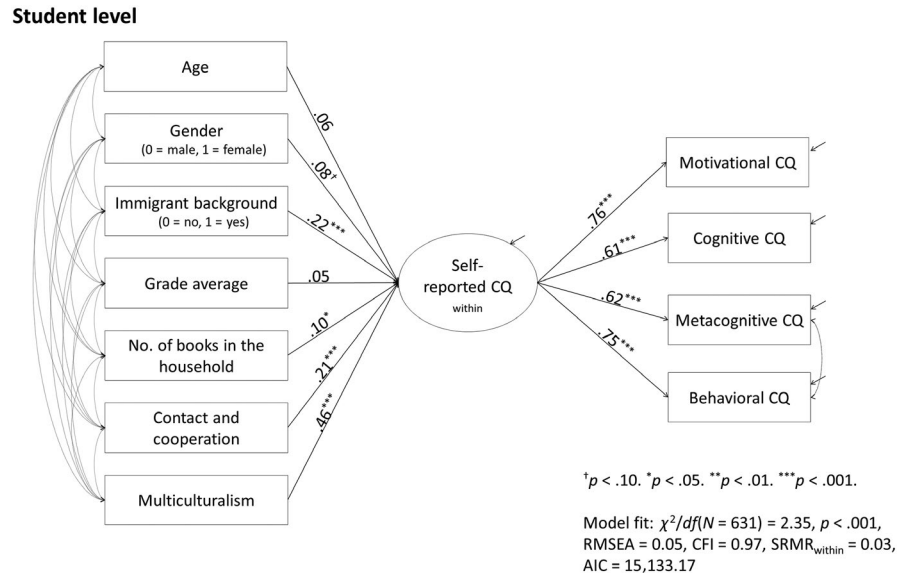 Student level
Age
Gender
(0 = male, 1 = female)
Immigrant background
(0 = no, 1 = yes)
Grade average
No. of books in the
household
Contact and
cooperation
Multiculturalism
.06
.08†
.22***
.05
.10*
.21***
.46***
Self-
reported CQ
within
.76***
.61***
.62***
.75***
Motivational CQ
Cognitive CQ
Metacognitive CQ
Behavioral CQ
†p < .10. *p < .05. **p < .01. ***p < .001.
Model fit: χ²/df(N = 631) = 2.35, p < .001,
RMSEA = 0.05, CFI = 0.97, SRMRwithin = 0.03,
AIC = 15,133.17